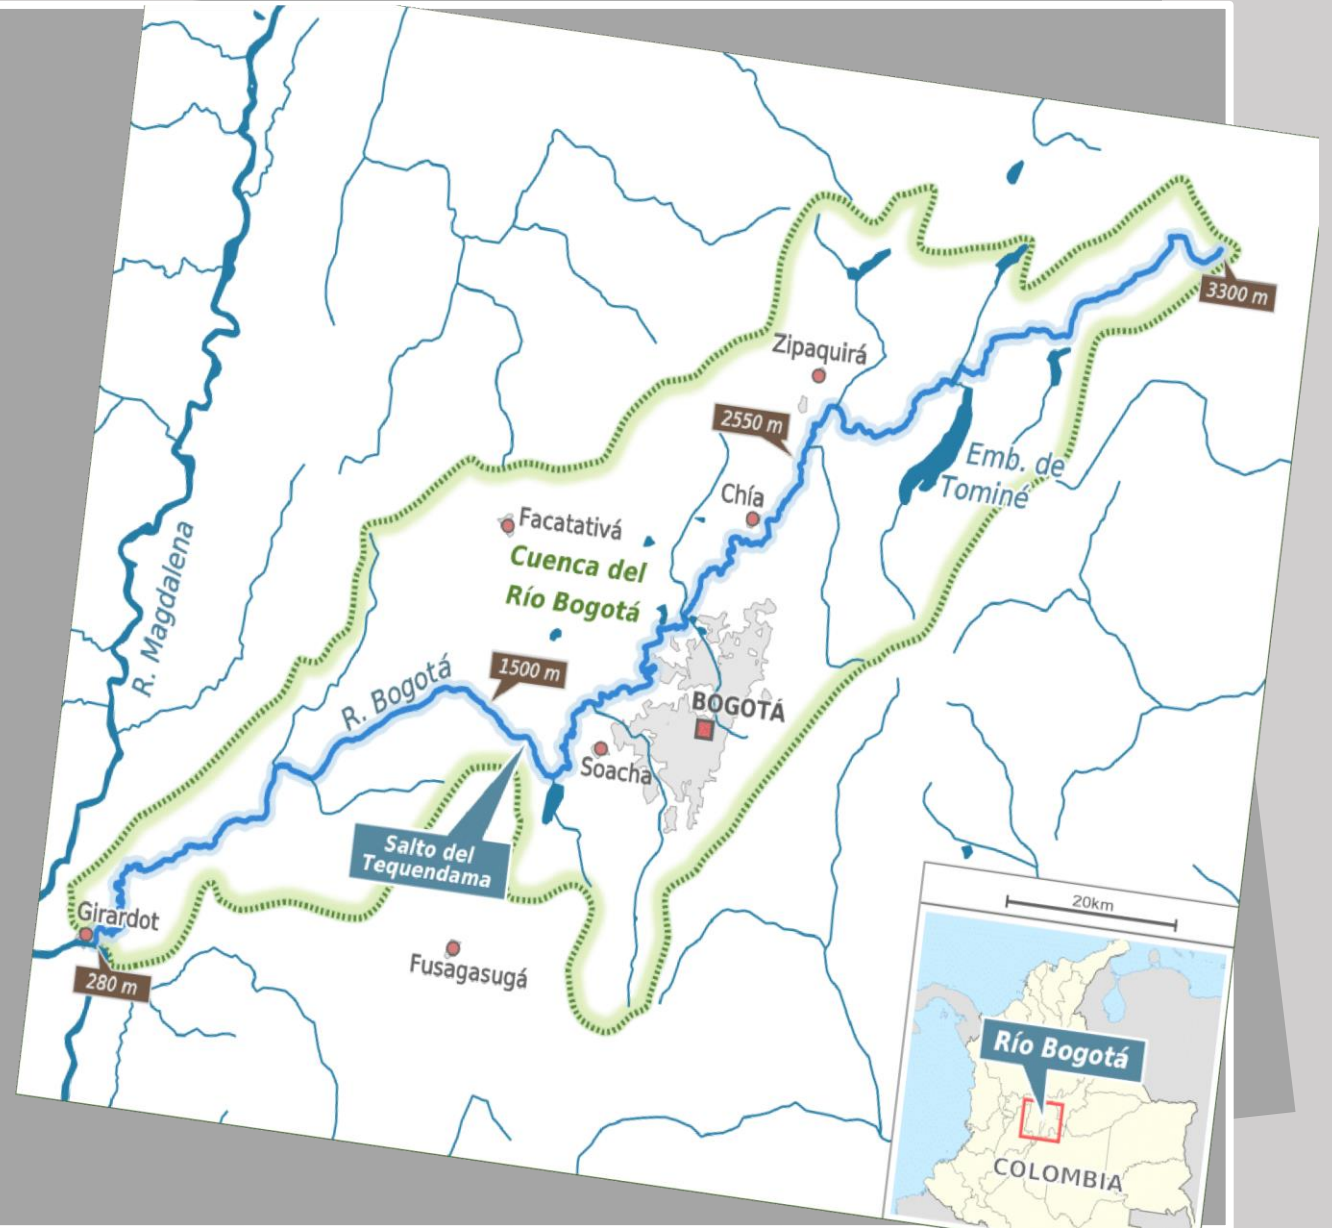 3300 m
Zipaquirá
2550 m
Emb. de
Tominé
Chía
Facatativá
Cuenca del
Río Bogotá
R. Magdalena
1500 m
R. Bogotá
BOGOTÁ
Soacha
Salto del
Tequendama
Girardot
Fusagasugá
280 m
20km
Río Bogotá
COLOMBIA